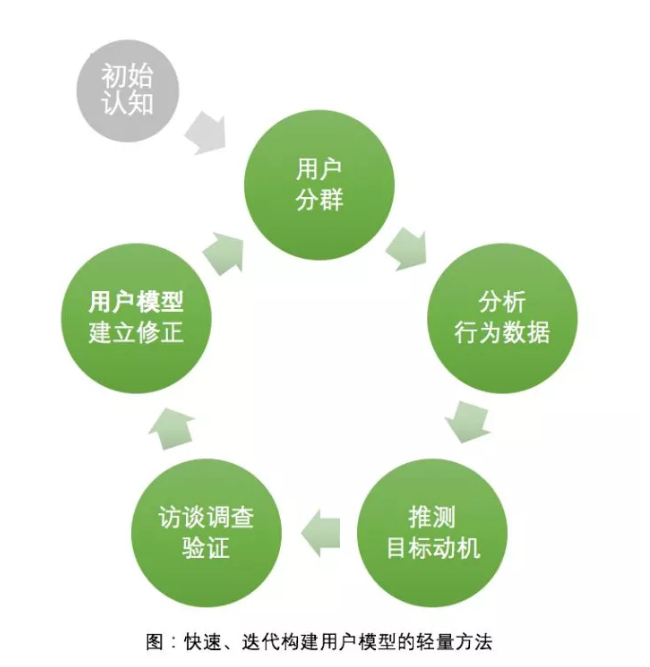 初始
认知
用户
分群
分析
行为数据
推测
目标动机
访谈调查
验证
用户模型
建立修正
图：快速、迭代构建用户模型的轻量方法